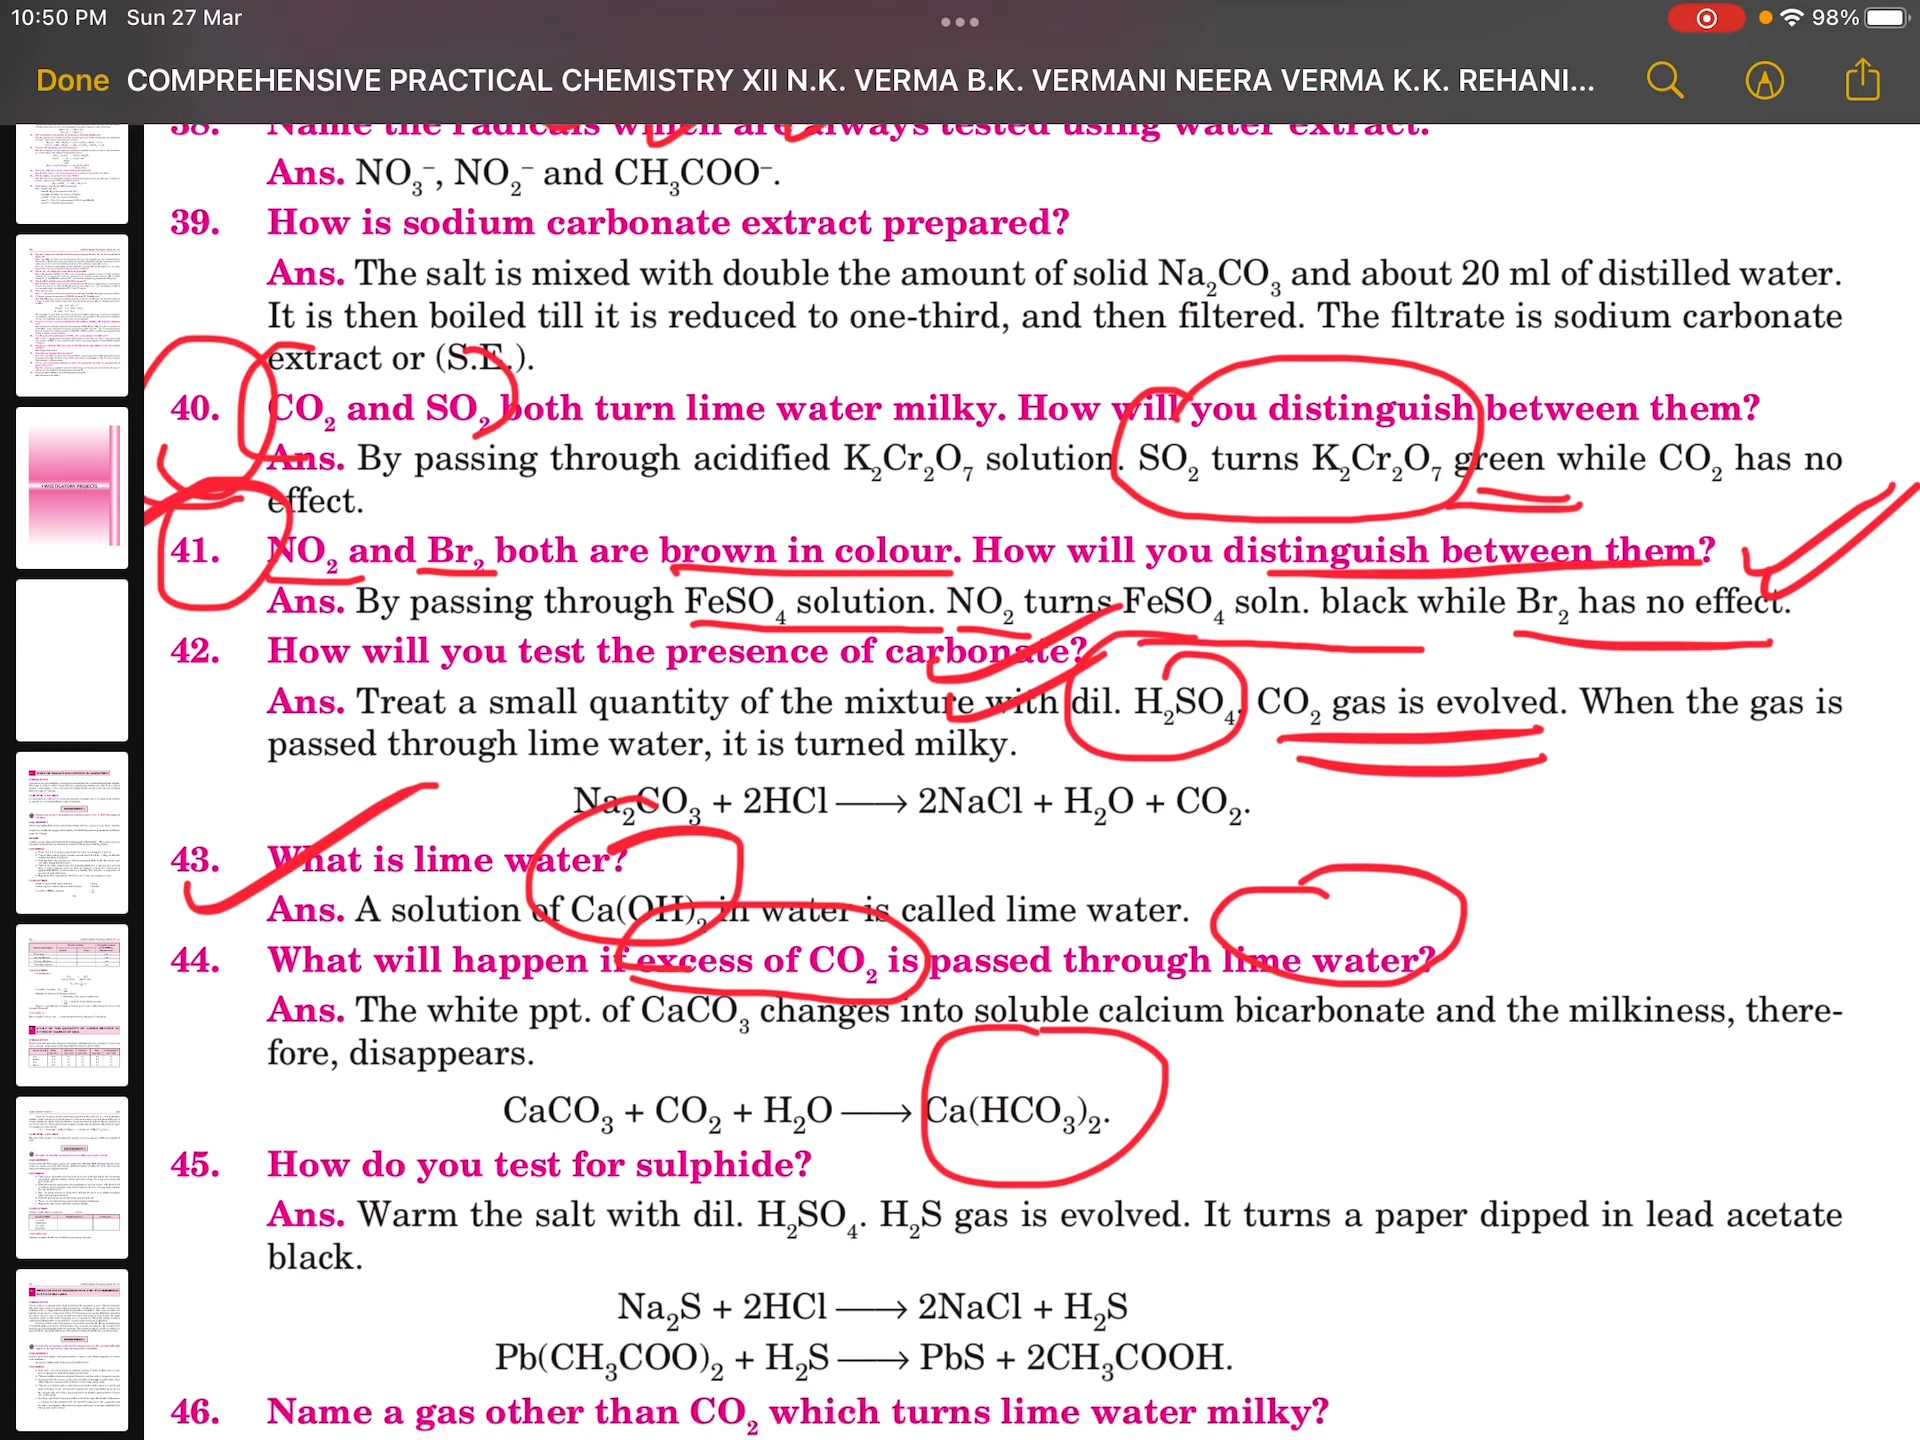 10:50 PM Sun 27 Mar
98%
Done COMPREHENSIVE PRACTICAL CHEMISTRY XII N.K. VERMA B.K. VERMANI NEERA VERMA K.K. REHANI...
38. Name the radicals which are always tested using water extract.
Ans. NO₃⁻, NO₂⁻ and CH₃COO⁻.
39. How is sodium carbonate extract prepared?
Ans. The salt is mixed with double the amount of solid Na₂CO₃ and about 20 ml of distilled water.
It is then boiled till it is reduced to one-third, and then filtered. The filtrate is sodium carbonate
extract or (S.E.).
40. CO₂ and SO₂ both turn lime water milky. How will you distinguish between them?
Ans. By passing through acidified K₂Cr₂O₇ solution. SO₂ turns K₂Cr₂O₇ green while CO₂ has no
effect.
41. NO₂ and Br₂ both are brown in colour. How will you distinguish between them?
Ans. By passing through FeSO₄ solution. NO₂ turns FeSO₄ soln. black while Br₂ has no effect.
42. How will you test the presence of carbonate?
Ans. Treat a small quantity of the mixture with dil. H₂SO₄. CO₂ gas is evolved. When the gas is
passed through lime water, it is turned milky.
Na₂CO₃ + 2HCl ⟶ 2NaCl + H₂O + CO₂.
43. What is lime water?
Ans. A solution of Ca(OH)₂ in water is called lime water.
44. What will happen if excess of CO₂ is passed through lime water?
Ans. The white ppt. of CaCO₃ changes into soluble calcium bicarbonate and the milkiness, there-
fore, disappears.
CaCO₃ + CO₂ + H₂O ⟶ Ca(HCO₃)₂.
45. How do you test for sulphide?
Ans. Warm the salt with dil. H₂SO₄. H₂S gas is evolved. It turns a paper dipped in lead acetate
black.
Na₂S + 2HCl ⟶ 2NaCl + H₂S
Pb(CH₃COO)₂ + H₂S ⟶ PbS + 2CH₃COOH.
46. Name a gas other than CO₂ which turns lime water milky?
INVESTIGATORY PROJECTS